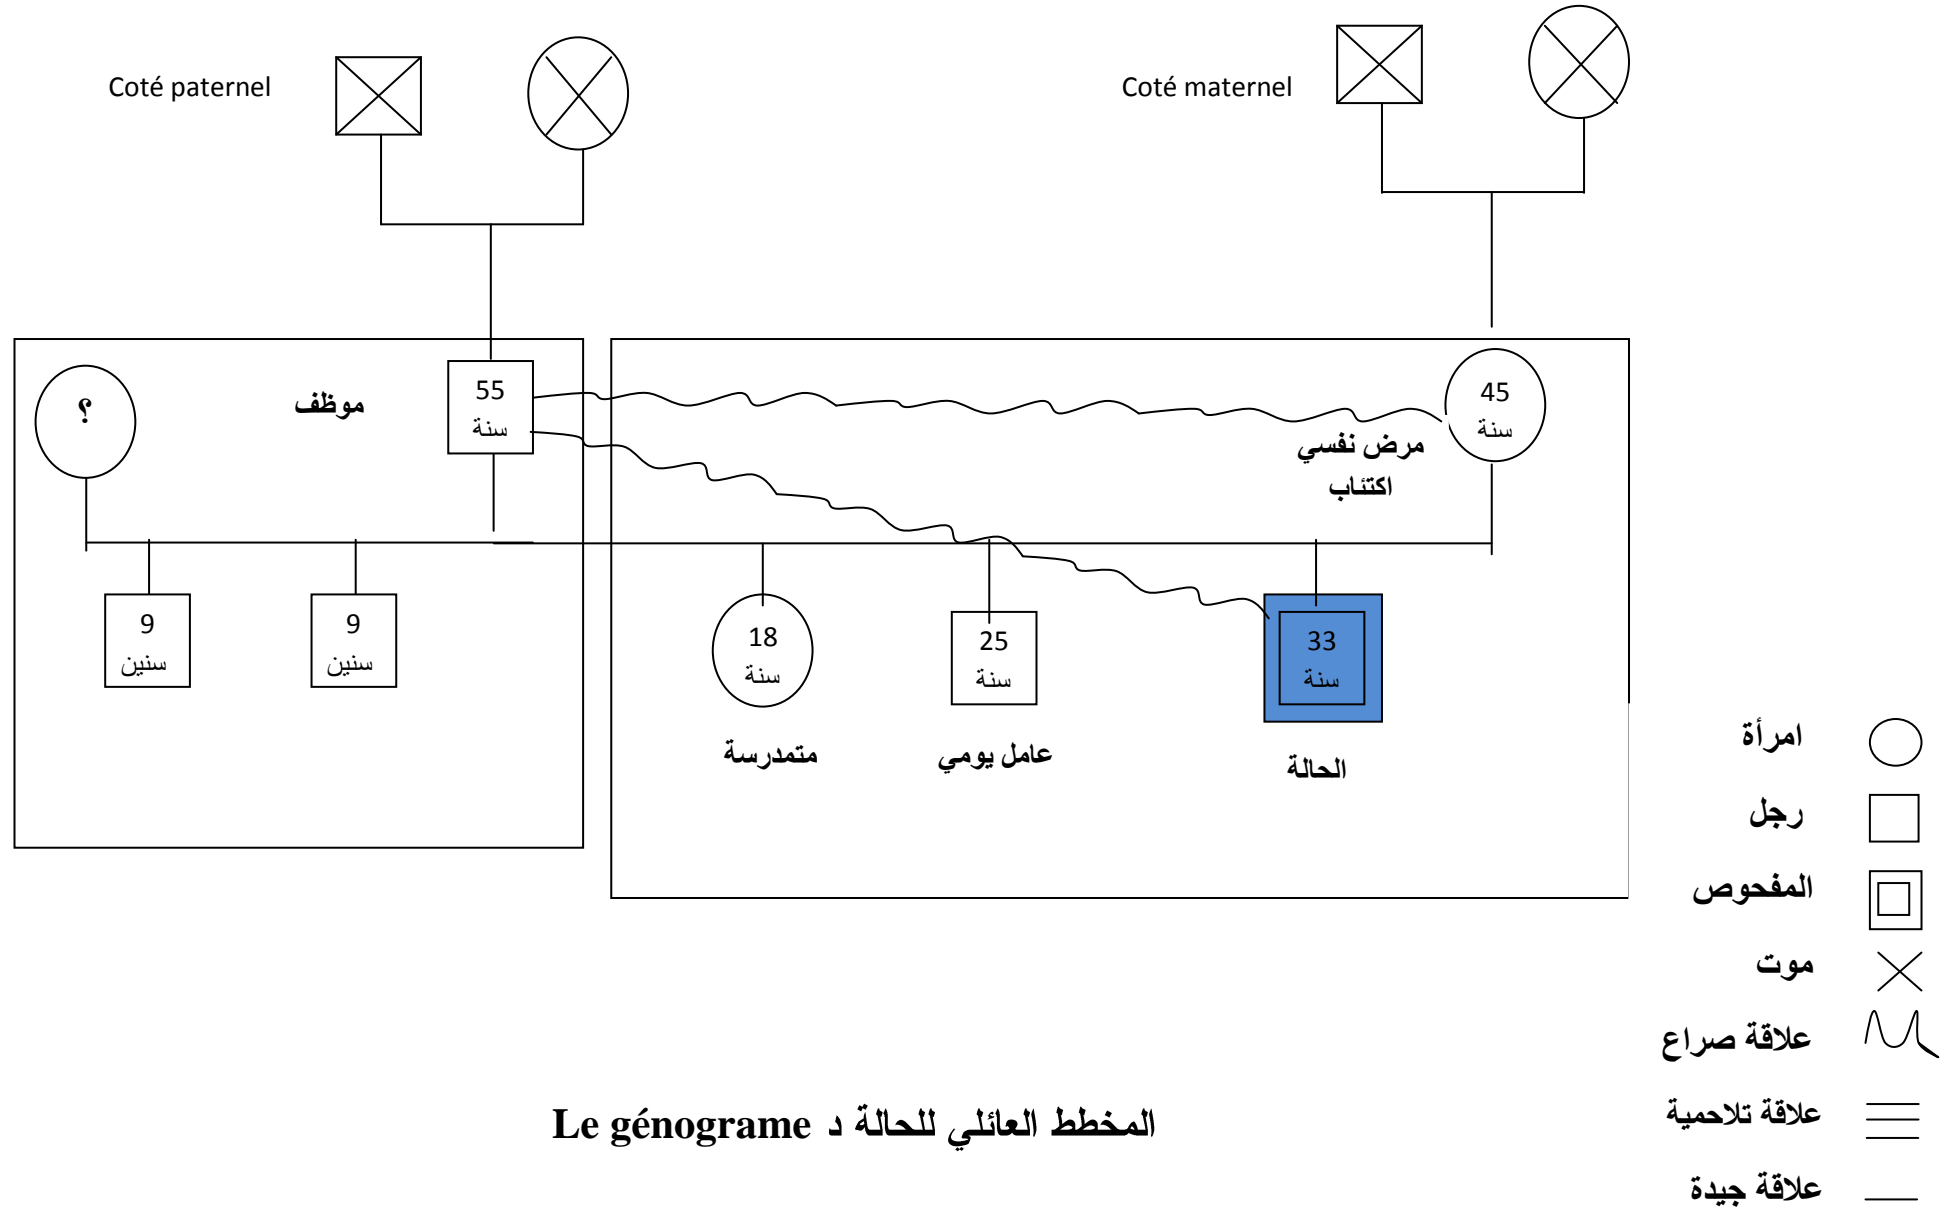 Coté paternel
Coté maternel
؟
موظف
55
سنة
45
سنة
مرض نفسي
اكتئاب
9
سنين
9
سنين
18
سنة
25
سنة
33
سنة
متمدرسة
عامل يومي
الحالة
امرأة
رجل
المفحوص
موت
علاقة صراع
علاقة تلاحمية
علاقة جيدة
المخطط العائلي للحالة د Le génograme